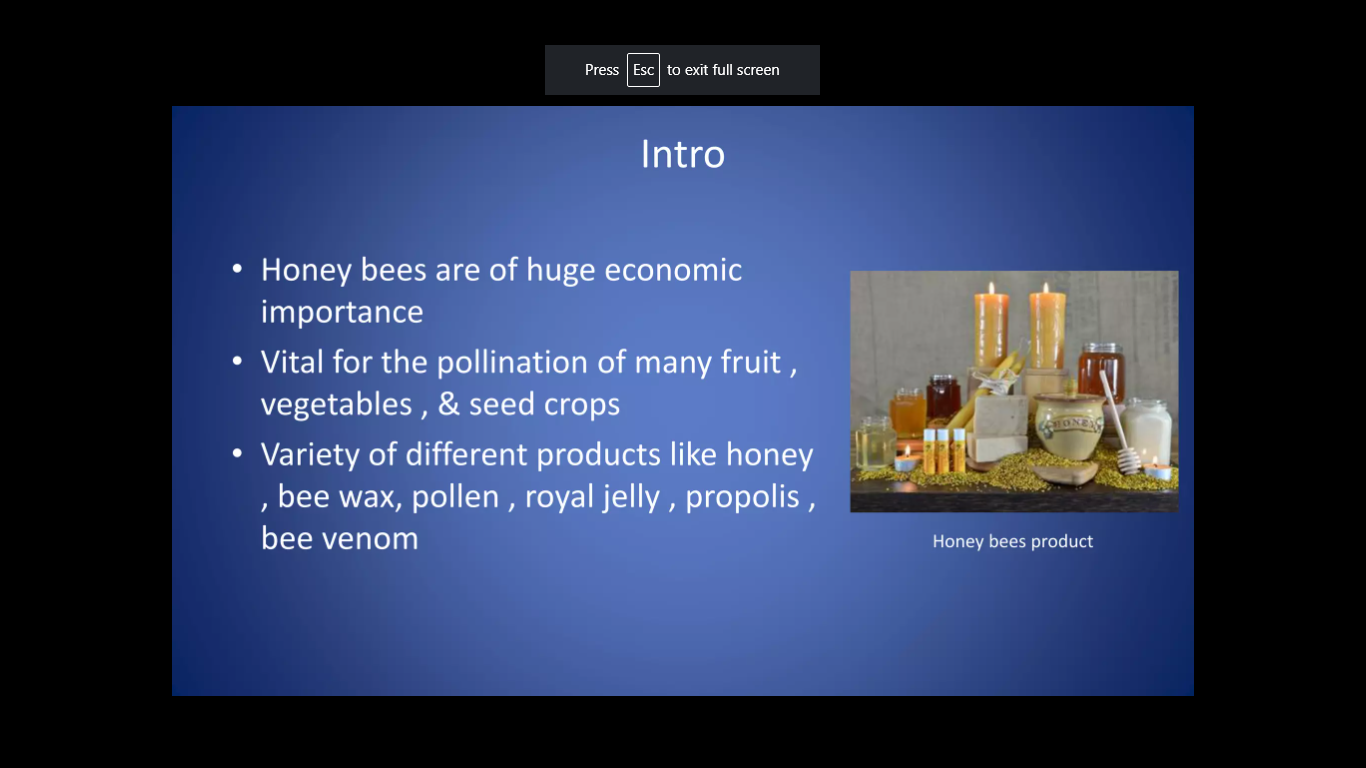 Press Esc to exit full screen
Intro
• Honey bees are of huge economic
importance
• Vital for the pollination of many fruit ,
vegetables , & seed crops
• Variety of different products like honey
, bee wax, pollen , royal jelly , propolis ,
bee venom
HONEY
Honey bees product